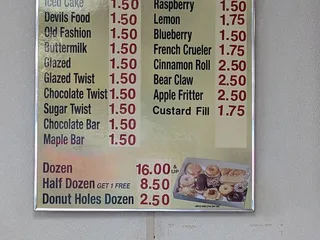 Iced Cake 1.50
Devils Food 1.50
Old Fashion 1.50
Buttermilk 1.50
Glazed 1.50
Glazed Twist 1.50
Chocolate Twist 1.50
Sugar Twist 1.50
Chocolate Bar 1.50
Maple Bar 1.50
Raspberry 1.50
Lemon 1.75
Blueberry 1.50
French Crueler 1.75
Cinnamon Roll 2.50
Bear Claw 2.50
Apple Fritter 2.50
Custard Fill 1.75
Dozen 16.00 & UP
Half Dozen GET 1 FREE 8.50
Donut Holes Dozen 2.50